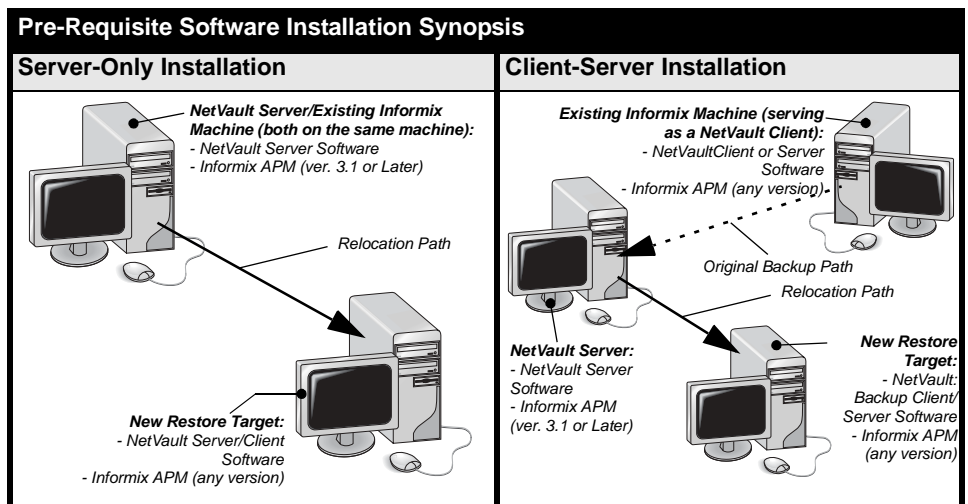 Pre-Requisite Software Installation Synopsis
Server-Only Installation
NetVault Server/Existing Informix
Machine (both on the same machine):
- NetVault Server Software
- Informix APM (ver. 3.1 or Later)
Relocation Path
New Restore Target:
- NetVault Server/Client
Software
- Informix APM (any version)
Client-Server Installation
Existing Informix Machine (serving
as a NetVault Client):
- NetVaultClient or Server
Software
- Informix APM (any version)
Original Backup Path
Relocation Path
NetVault Server:
- NetVault Server
Software
- Informix APM
(ver. 3.1 or Later)
New Restore
Target:
- NetVault:
Backup Client/
Server Software
- Informix APM
(any version)